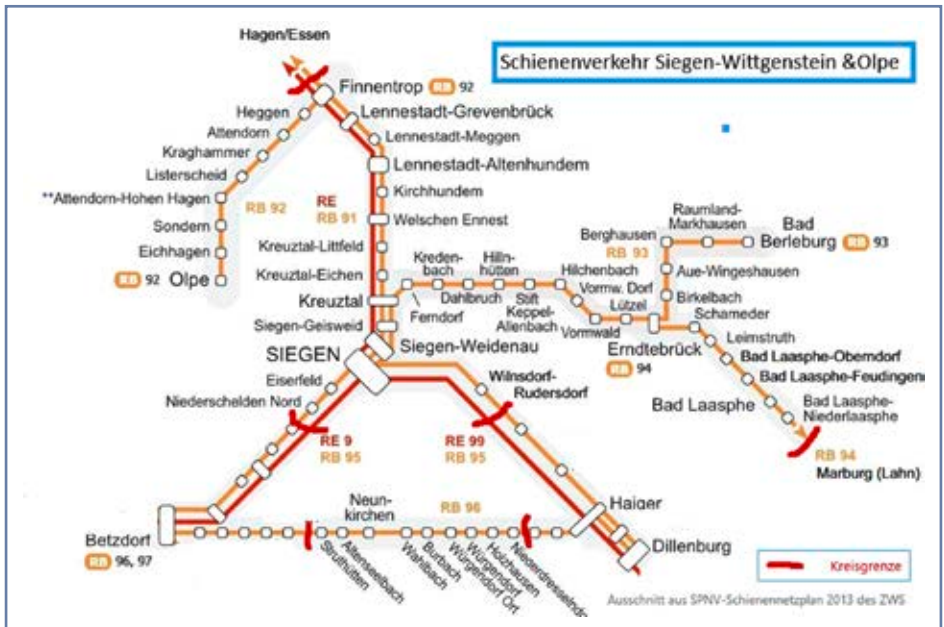 Hagen/Essen
Schienenverkehr Siegen-Wittgenstein &Olpe
Finnentrop RB 92
Heggen
Lennestadt-Grevenbrück
Attendorn
Lennestadt-Meggen
Kraghammer
Lennestadt-Altenhundem
Listerscheid
Kirchhundem
**Attendorn-Hohen Hagen
RB 92
RE
RB 91
Welschen Ennest
Sondern
Eichhagen
RB 92 Olpe
Kreuztal-Littfeld
Kreuztal-Eichen
Kreuztal
Siegen-Geisweid
Ferndorf
Kreden-
bach
Dahlbruch
Hilln-
hütten
Stift
Keppel-
Allenbach
Hilchenbach
Vormw. Dorf
Vormwald
Lützel
Erndtebrück
RB 94
Birkelbach
Aue-Wingeshausen
Berghausen
RB 93
Raumland-
Markhausen
Bad
Berleburg RB 93
Schameder
Leimstruth
Bad Laasphe-Oberndorf
Bad Laasphe-Feudingen
Bad Laasphe
Bad Laasphe-
Niederlaasphe
RB 94
Marburg (Lahn)
SIEGEN
Siegen-Weidenau
Eiserfeld
Niederschelden Nord
Wilnsdorf-
Rudersdorf
RE 9
RB 95
RE 99
RB 95
Betzdorf
RB 96, 97
Neun-
kirchen
RB 96
Haiger
Dillenburg
Struthütten
Altenseelbach
Wahlbach
Burbach
Würgendorf Ort
Würgendorf
Holzhausen
Niederdresselndo
Kreisgrenze
Ausschnitt aus SPNV-Schienennetzplan 2013 des ZWS